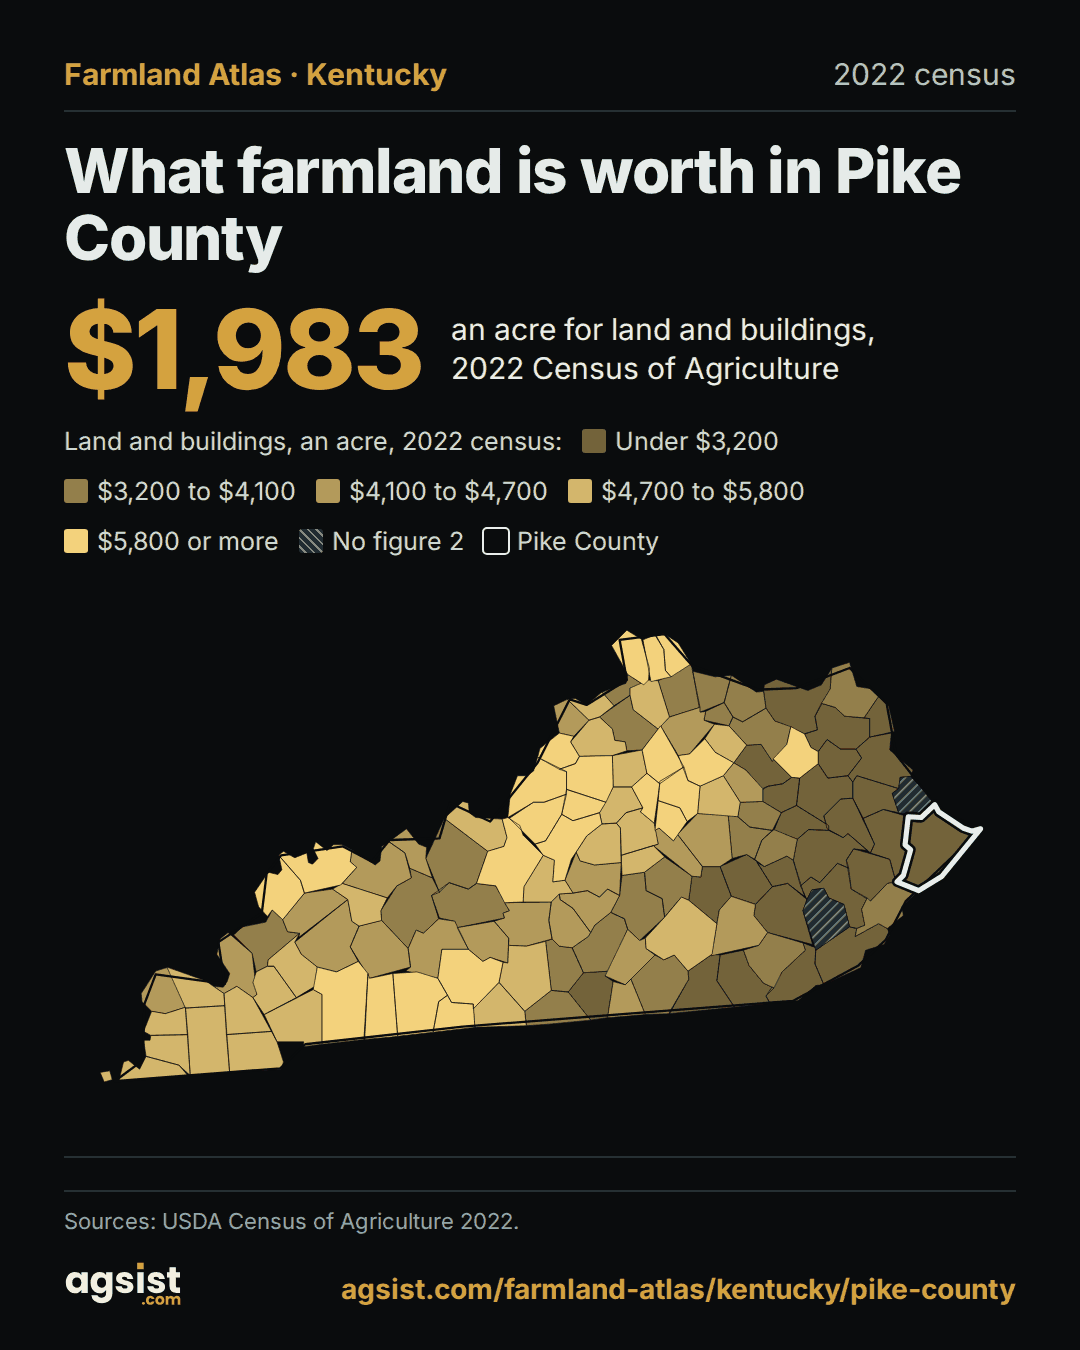 Farmland Atlas · Kentucky
2022 census
What farmland is worth in Pike
County
$1,983
an acre for land and buildings,
2022 Census of Agriculture
Land and buildings, an acre, 2022 census:
Under $3,200
$3,200 to $4,100
$4,100 to $4,700
$4,700 to $5,800
$5,800 or more
No figure 2
Pike County
Sources: USDA Census of Agriculture 2022.
agsist
.com
agsist.com/farmland-atlas/kentucky/pike-county